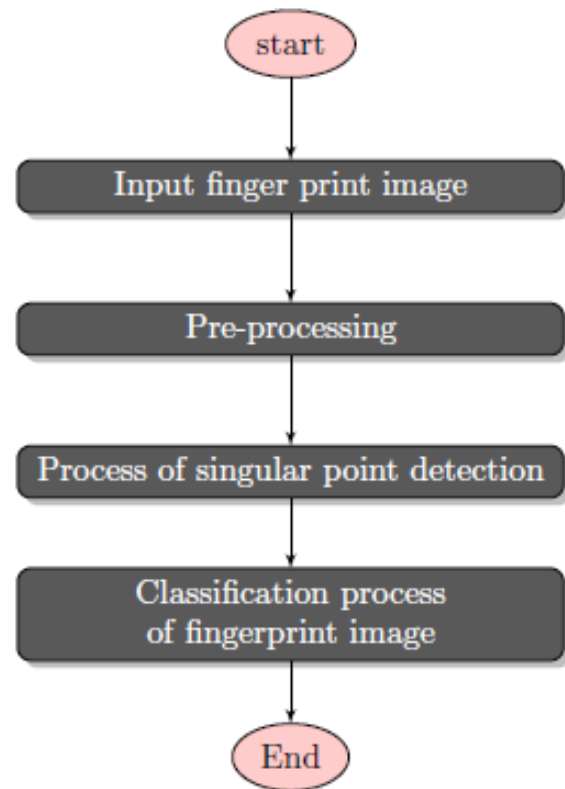 start
Input finger print image
Pre-processing
Process of singular point detection
Classification process
of fingerprint image
End